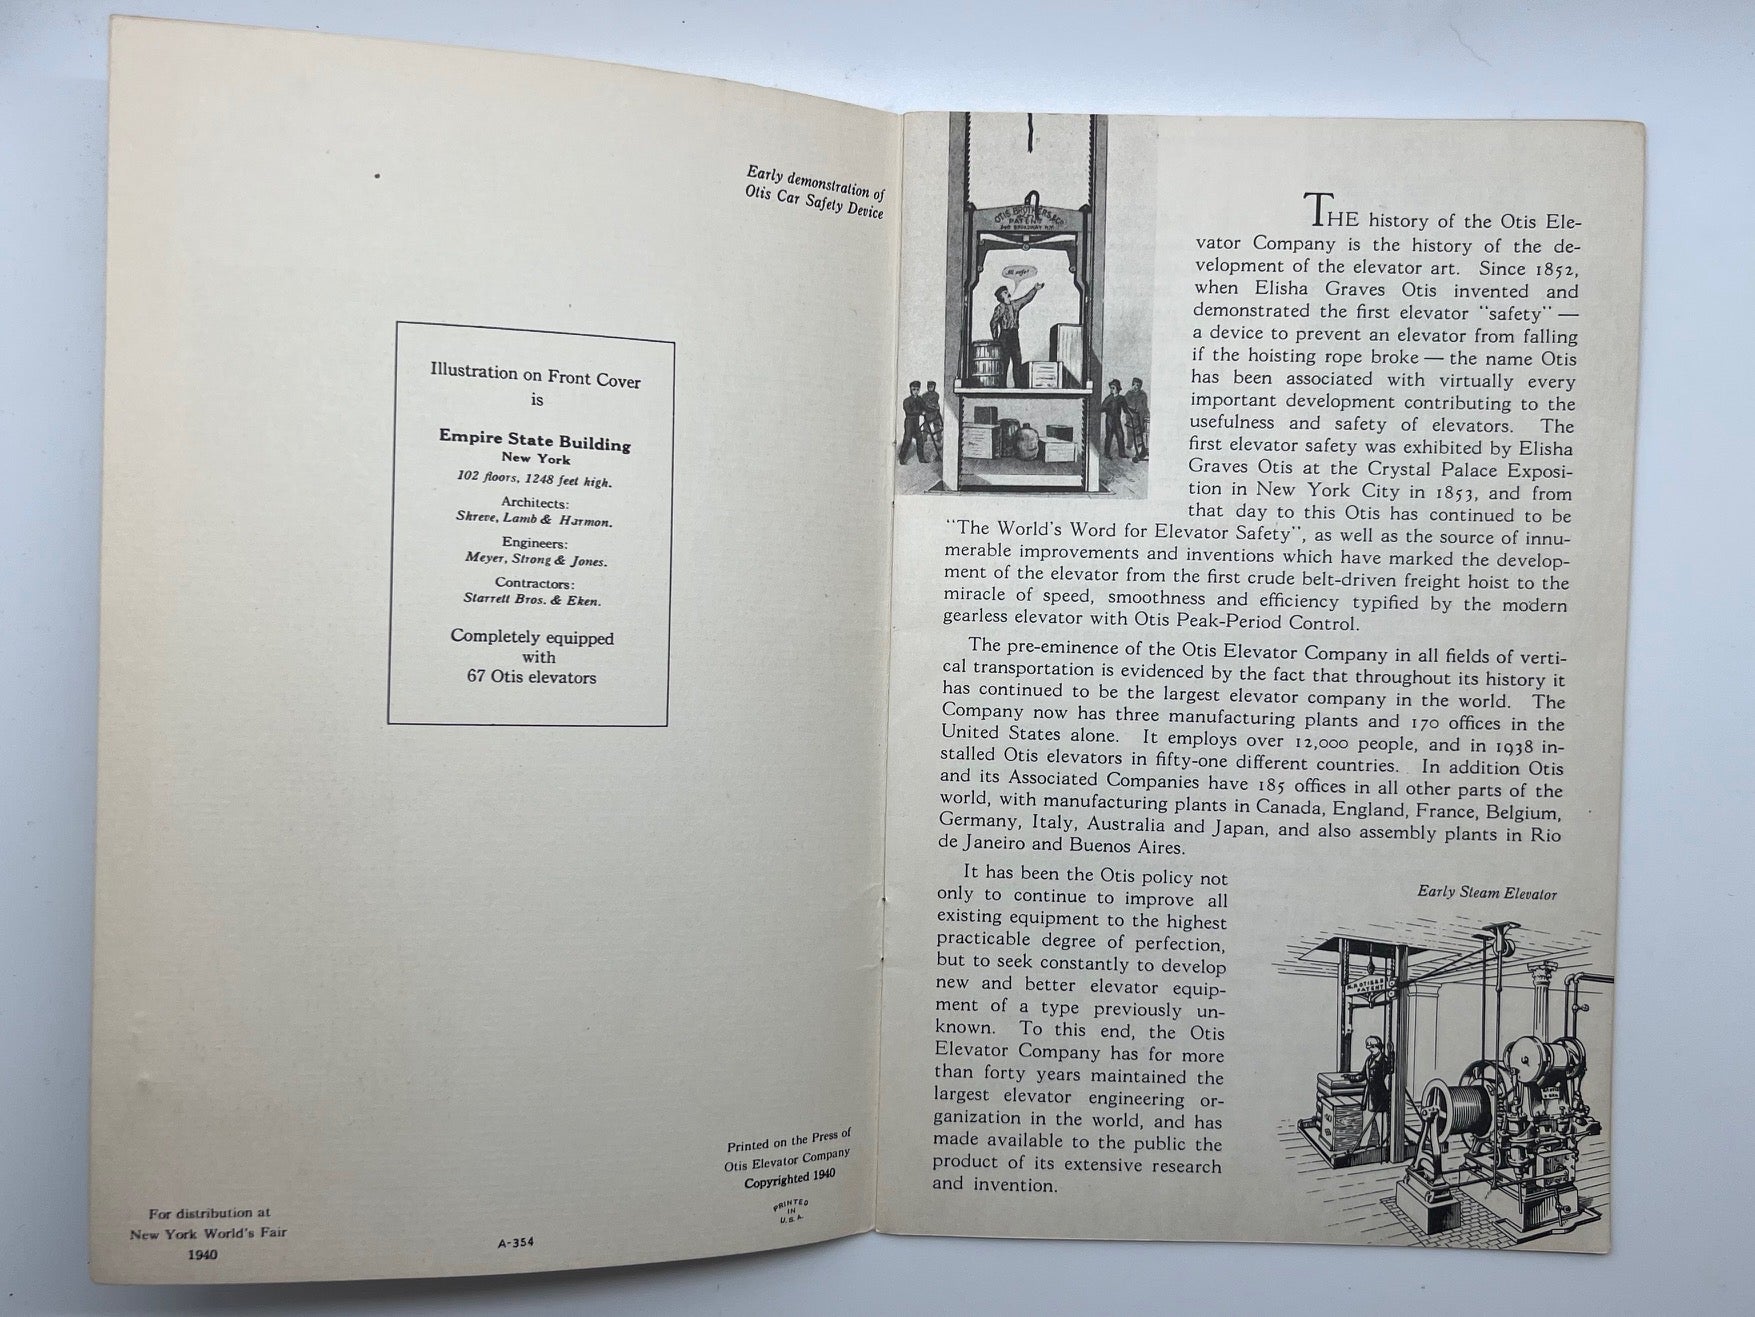 Early demonstration of
Otis Car Safety Device
Illustration on Front Cover
is
Empire State Building
New York
102 floors, 1248 feet high.
Architects:
Shreve, Lamb & Harmon.
Engineers:
Meyer, Strong & Jones.
Contractors:
Starrett Bros. & Eken.
Completely equipped
with
67 Otis elevators
Printed on the Press of
Otis Elevator Company
Copyrighted 1940
PRINTED
IN
U.S.A.
For distribution at
New York World's Fair
1940
A-354
OTIS BROTHERS & CO
PATENT
BROADWAY N.Y.
All safe!
THE history of the Otis Ele-
vator Company is the history of the de-
velopment of the elevator art. Since 1852,
when Elisha Graves Otis invented and
demonstrated the first elevator "safety" —
a device to prevent an elevator from falling
if the hoisting rope broke — the name Otis
has been associated with virtually every
important development contributing to the
usefulness and safety of elevators. The
first elevator safety was exhibited by Elisha
Graves Otis at the Crystal Palace Exposi-
tion in New York City in 1853, and from
that day to this Otis has continued to be
"The World's Word for Elevator Safety", as well as the source of innu-
merable improvements and inventions which have marked the develop-
ment of the elevator from the first crude belt-driven freight hoist to the
miracle of speed, smoothness and efficiency typified by the modern
gearless elevator with Otis Peak-Period Control.
The pre-eminence of the Otis Elevator Company in all fields of verti-
cal transportation is evidenced by the fact that throughout its history it
has continued to be the largest elevator company in the world. The
Company now has three manufacturing plants and 170 offices in the
United States alone. It employs over 12,000 people, and in 1938 in-
stalled Otis elevators in fifty-one different countries. In addition Otis
and its Associated Companies have 185 offices in all other parts of the
world, with manufacturing plants in Canada, England, France, Belgium,
Germany, Italy, Australia and Japan, and also assembly plants in Rio
de Janeiro and Buenos Aires.
It has been the Otis policy not
only to continue to improve all
existing equipment to the highest
practicable degree of perfection,
but to seek constantly to develop
new and better elevator equip-
ment of a type previously un-
known. To this end, the Otis
Elevator Company has for more
than forty years maintained the
largest elevator engineering or-
ganization in the world, and has
made available to the public the
product of its extensive research
and invention.
Early Steam Elevator
PATENT